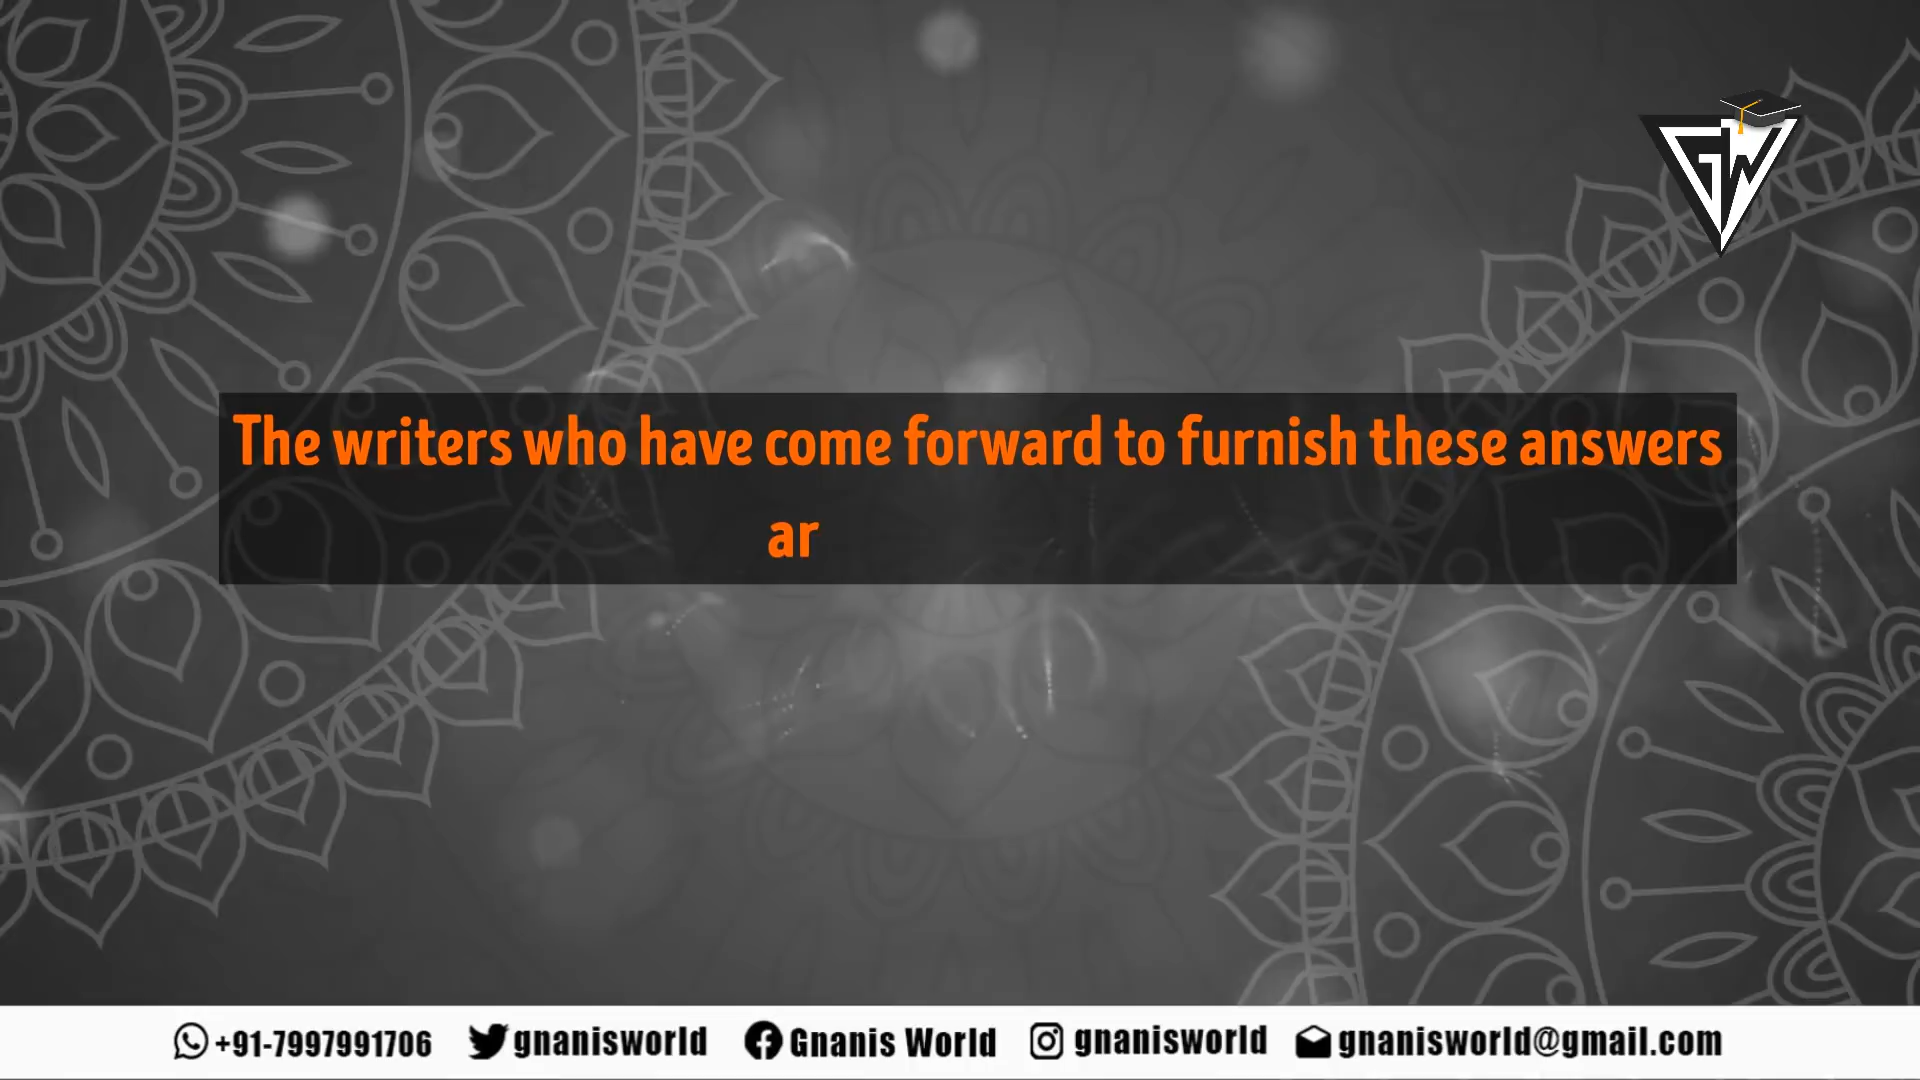 GW
The writers who have come forward to furnish these answers
ar
+91-7997991706 gnanisworld Gnanis World gnanisworld gnanisworld@gmail.com